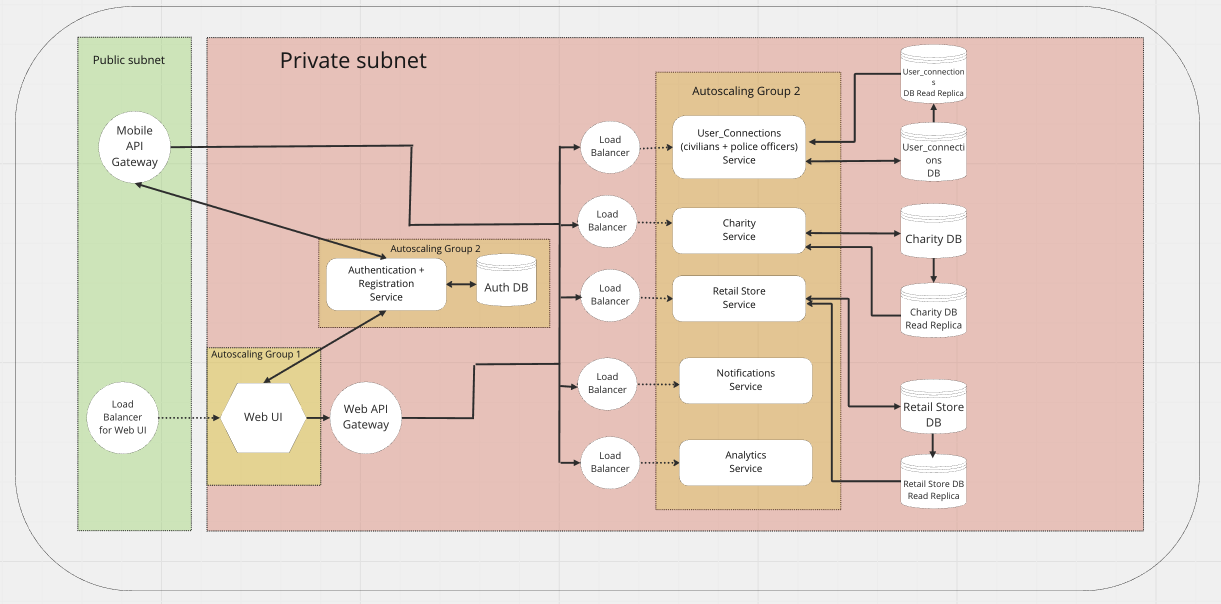 Public subnet
Private subnet
Mobile
API
Gateway
Autoscaling Group 2
Authentication +
Registration
Service
Auth DB
Autoscaling Group 1
Load
Balancer
for Web UI
Web UI
Web API
Gateway
Load
Balancer
Load
Balancer
Load
Balancer
Load
Balancer
Load
Balancer
Autoscaling Group 2
User_Connections
(civilians + police officers)
Service
Charity
Service
Retail Store
Service
Notifications
Service
Analytics
Service
User_connection
s
DB Read Replica
User_connecti
ons
DB
Charity DB
Charity DB
Read Replica
Retail Store
DB
Retail Store DB
Read Replica